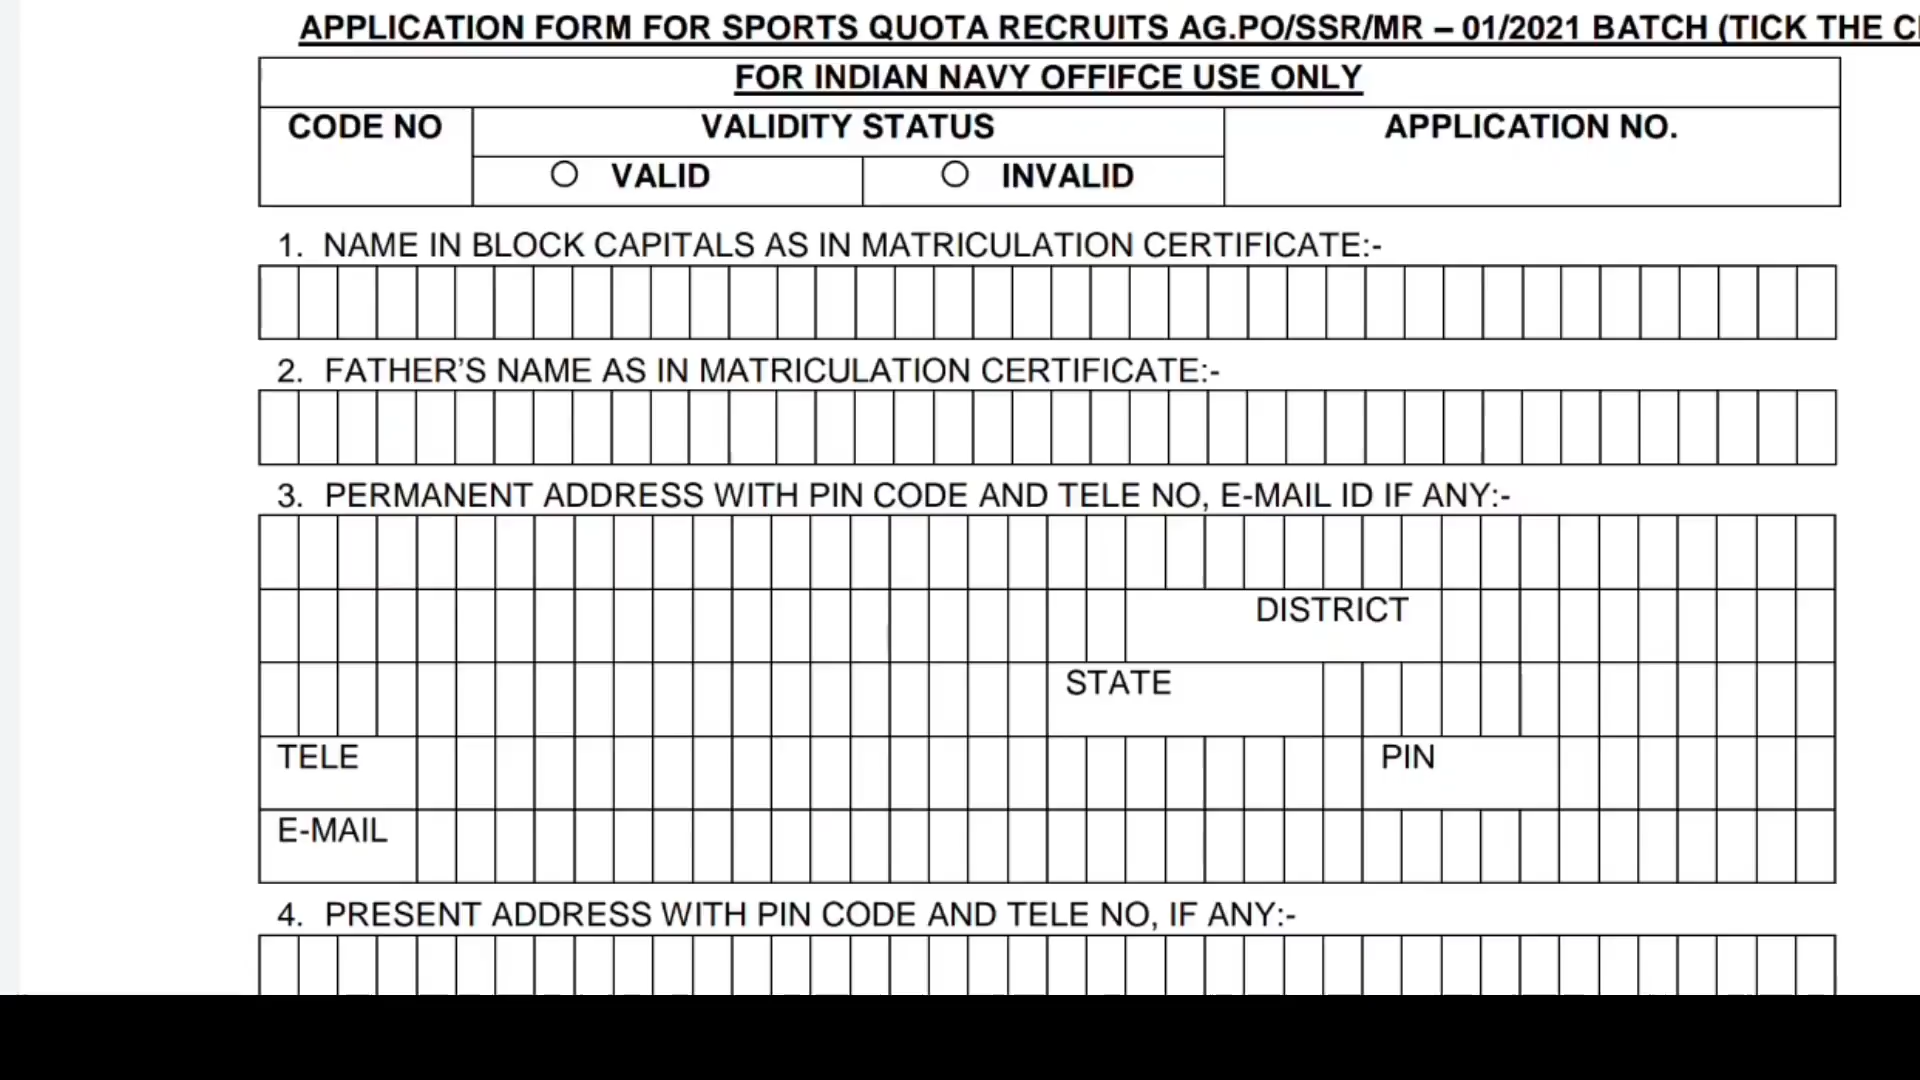 APPLICATION FORM FOR SPORTS QUOTA RECRUITS AG.PO/SSR/MR – 01/2021 BATCH (TICK THE
FOR INDIAN NAVY OFFIFCE USE ONLY
CODE NO VALIDITY STATUS APPLICATION NO.
VALID INVALID
1. NAME IN BLOCK CAPITALS AS IN MATRICULATION CERTIFICATE:-
2. FATHER’S NAME AS IN MATRICULATION CERTIFICATE:-
3. PERMANENT ADDRESS WITH PIN CODE AND TELE NO, E-MAIL ID IF ANY:-
DISTRICT
STATE
TELE PIN
E-MAIL
4. PRESENT ADDRESS WITH PIN CODE AND TELE NO, IF ANY:-